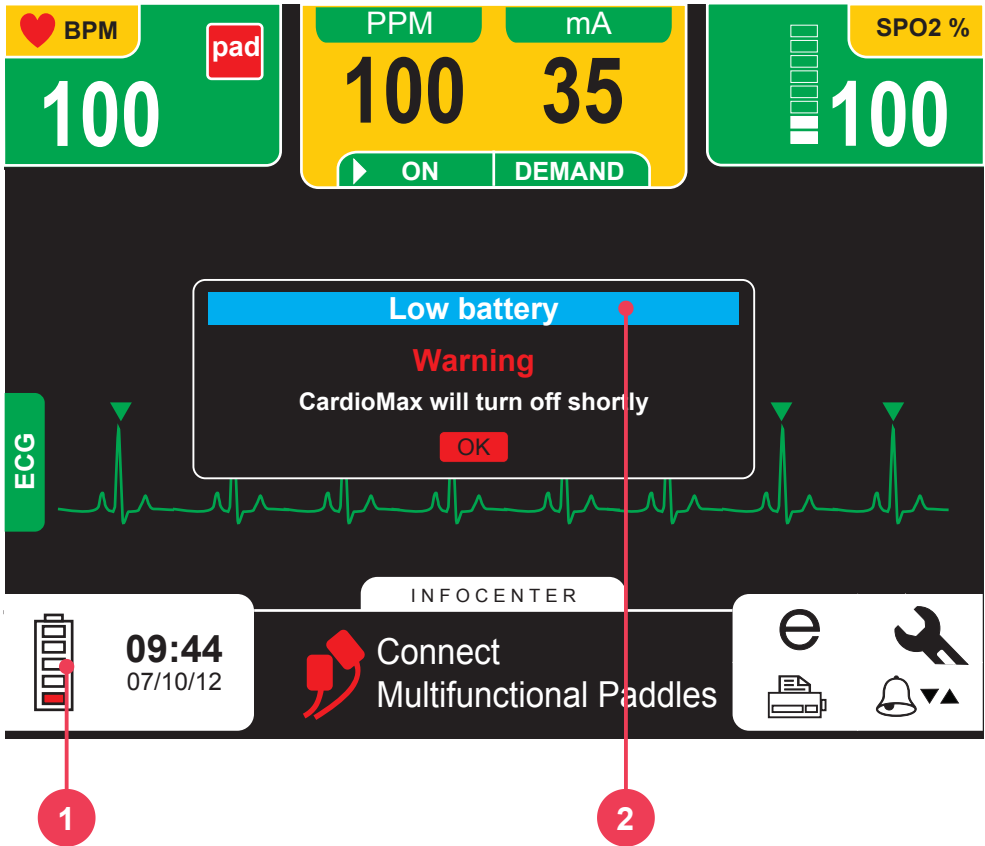 BPM
pad
100
PPM
mA
100
35
ON
DEMAND
SPO2 %
100
Low battery
Warning
CardioMax will turn off shortly
OK
ECG
INFOCENTER
09:44
07/10/12
Connect
Multifunctional Paddles
e
1
2